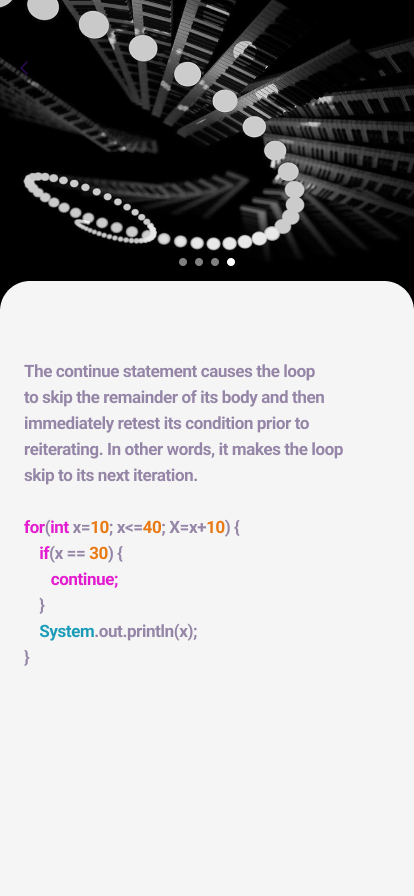 The continue statement causes the loop
to skip the remainder of its body and then
immediately retest its condition prior to
reiterating. In other words, it makes the loop
skip to its next iteration.
for(int x=10; x<=40; X=x+10) {
if(x == 30) {
continue;
}
System.out.println(x);
}